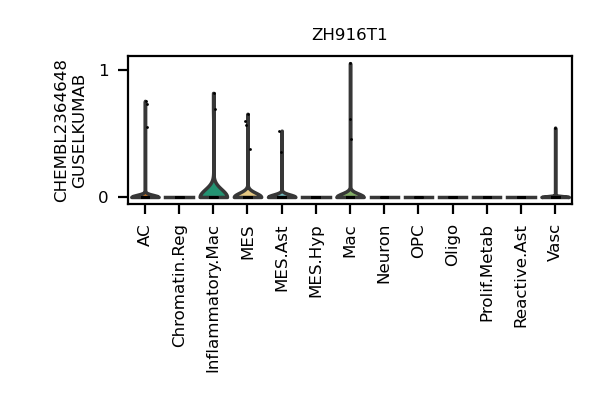 ZH916T1
CHEMBL2364648
GUSELKUMAB
1
0
AC
Chromatin.Reg
Inflammatory.Mac
MES
MES.Ast
MES.Hyp
Mac
Neuron
OPC
Oligo
Prolif.Metab
Reactive.Ast
Vasc